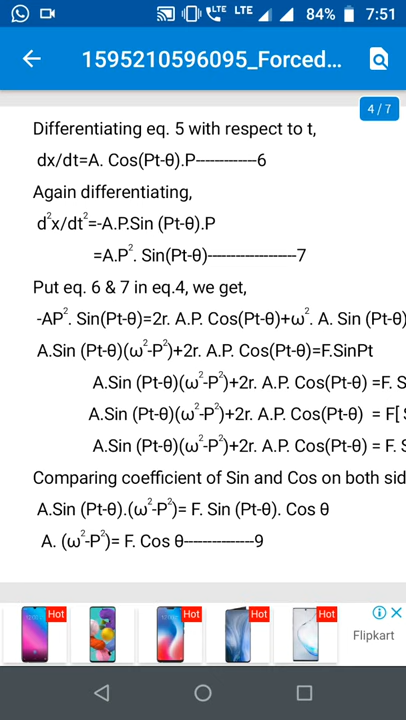 LTE LTE 84% 7:51
1595210596095_Forced...
4/7
Differentiating eq. 5 with respect to t,
dx/dt=A. Cos(Pt-θ).P-------------6
Again differentiating,
d²x/dt²=-A.P.Sin (Pt-θ).P
=A.P². Sin(Pt-θ)-------------------7
Put eq. 6 & 7 in eq.4, we get,
-AP². Sin(Pt-θ)=2r. A.P. Cos(Pt-θ)+ω². A. Sin (Pt-θ)
A.Sin (Pt-θ)(ω²-P²)+2r. A.P. Cos(Pt-θ)=F.SinPt
A.Sin (Pt-θ)(ω²-P²)+2r. A.P. Cos(Pt-θ) =F. S
A.Sin (Pt-θ)(ω²-P²)+2r. A.P. Cos(Pt-θ) = F[ S
A.Sin (Pt-θ)(ω²-P²)+2r. A.P. Cos(Pt-θ) = F. S
Comparing coefficient of Sin and Cos on both sid
A.Sin (Pt-θ).(ω²-P²)= F. Sin (Pt-θ). Cos θ
A. (ω²-P²)= F. Cos θ---------------9
Hot Hot Hot Hot
Flipkart